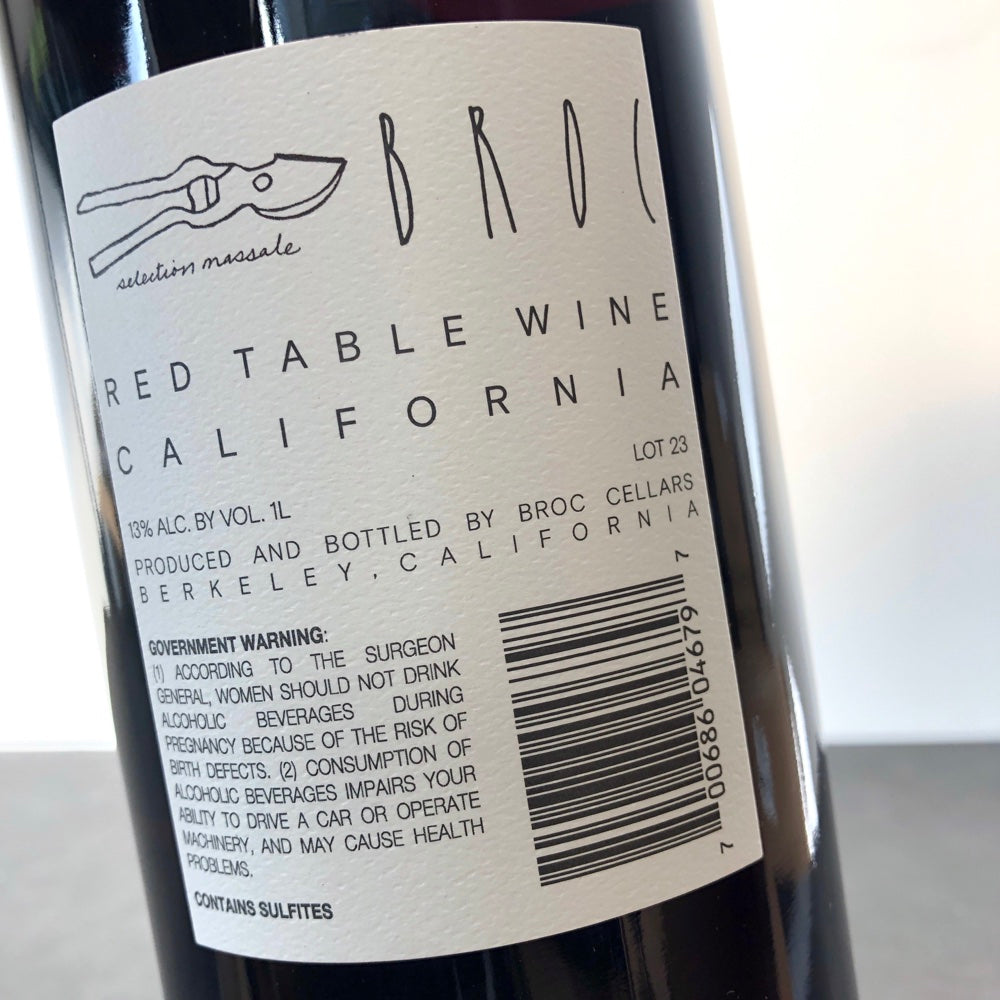 BROC
selection massale
RED TABLE WINE
CALIFORNIA
LOT 23
13% ALC. BY VOL. 1L
PRODUCED AND BOTTLED BY BROC CELLARS
BERKELEY, CALIFORNIA
GOVERNMENT WARNING:
(1) ACCORDING TO THE SURGEON
GENERAL, WOMEN SHOULD NOT DRINK
ALCOHOLIC BEVERAGES DURING
PREGNANCY BECAUSE OF THE RISK OF
BIRTH DEFECTS. (2) CONSUMPTION OF
ALCOHOLIC BEVERAGES IMPAIRS YOUR
ABILITY TO DRIVE A CAR OR OPERATE
MACHINERY, AND MAY CAUSE HEALTH
PROBLEMS.
CONTAINS SULFITES
7 00686 04679 7